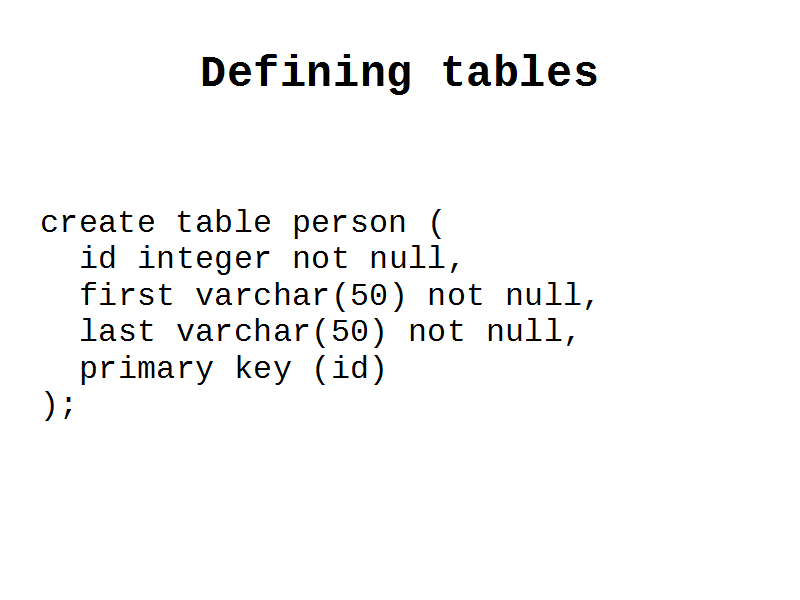 Defining tables
create table person (
  id integer not null,
  first varchar(50) not null,
  last varchar(50) not null,
  primary key (id)
);